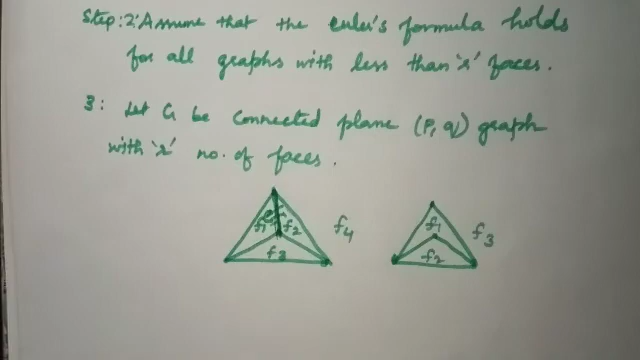 Step:2: Assume that the euler's formula holds
for all graphs with less than 'r' faces.
3: Let G be connected plane (P, q) graph
with 'r' no. of faces.
e
f1 f2 f4
f3
f1 f3
f2